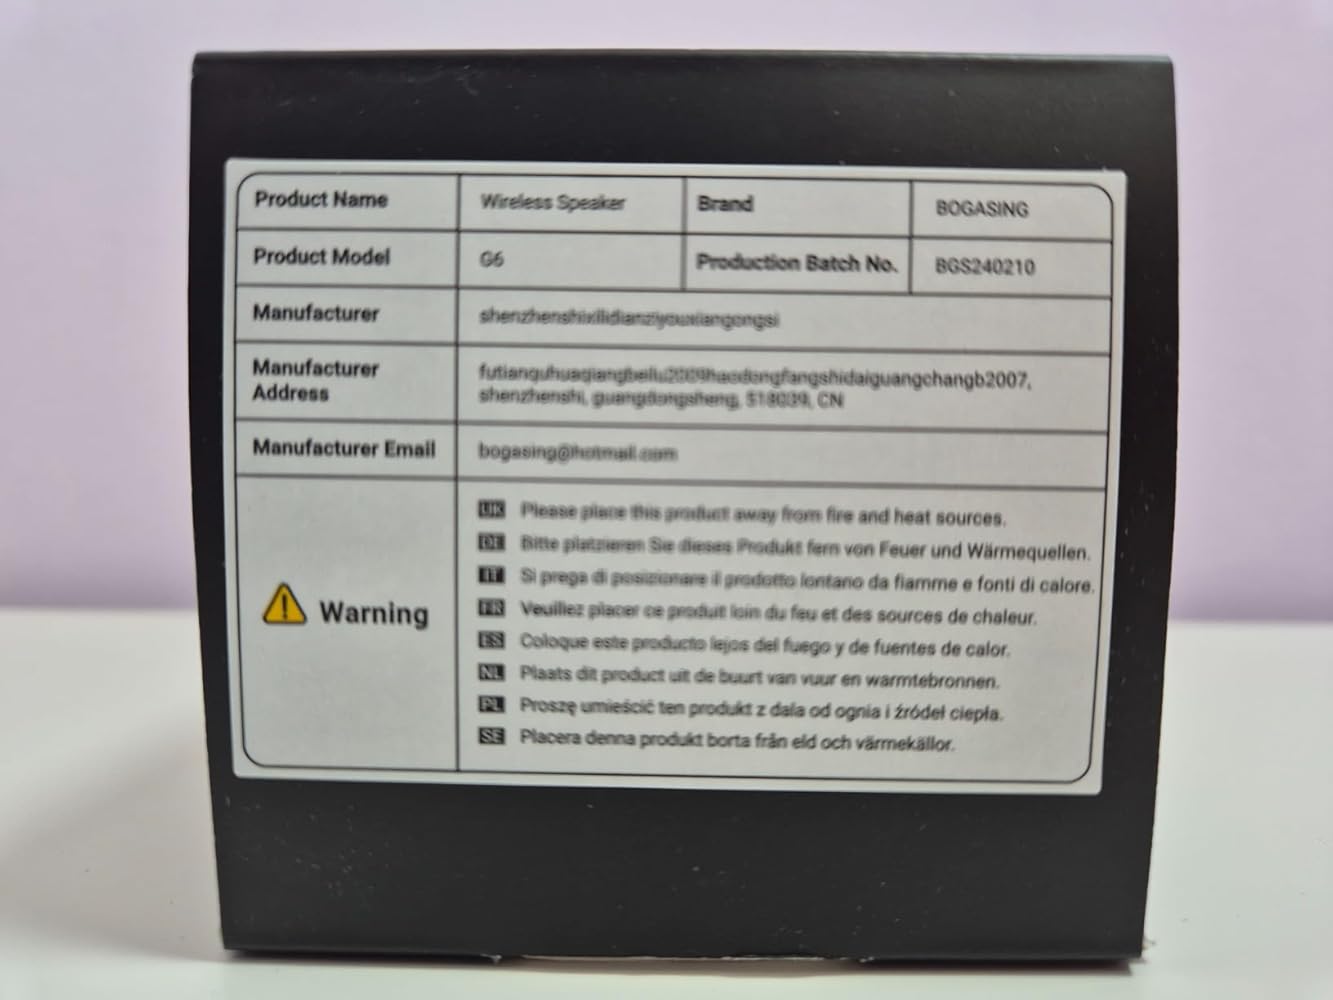 Product Name Wireless Speaker Brand BOGASING
Product Model G6 Production Batch No. BGS240210
Manufacturer shenzhenshixilidianziyouxiangongsi
Manufacturer Address futianquhuaqiangbeilu2009haodongfangshidaiguangchangb2007,
shenzhenshi, guangdongsheng, 518039, CN
Manufacturer Email bogasing@hotmail.com
Warning
UK Please place this product away from fire and heat sources.
DE Bitte platzieren Sie dieses Produkt fern von Feuer und Wärmequellen.
IT Si prega di posizionare il prodotto lontano da fiamme e fonti di calore.
FR Veuillez placer ce produit loin du feu et des sources de chaleur.
ES Coloque este producto lejos del fuego y de fuentes de calor.
NL Plaats dit product uit de buurt van vuur en warmtebronnen.
PL Proszę umieścić ten produkt z dala od ognia i źródeł ciepła.
SE Placera denna produkt borta från eld och värmekällor.